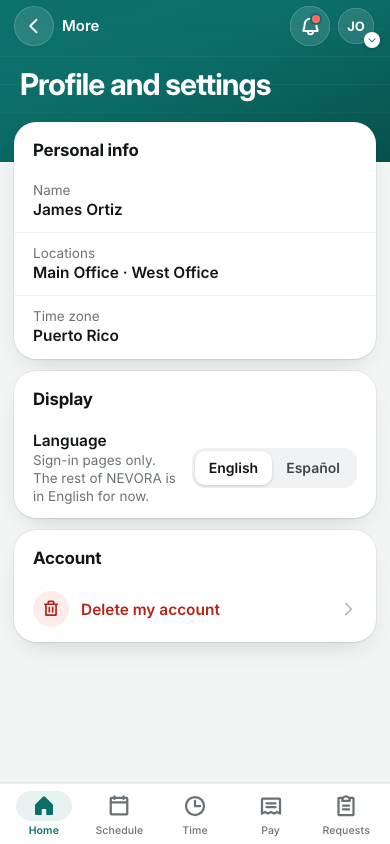 More
JO
Profile and settings
Personal info
Name
James Ortiz
Locations
Main Office · West Office
Time zone
Puerto Rico
Display
Language
Sign-in pages only.
The rest of NEVORA is
in English for now.
English
Español
Account
Delete my account
Home
Schedule
Time
Pay
Requests